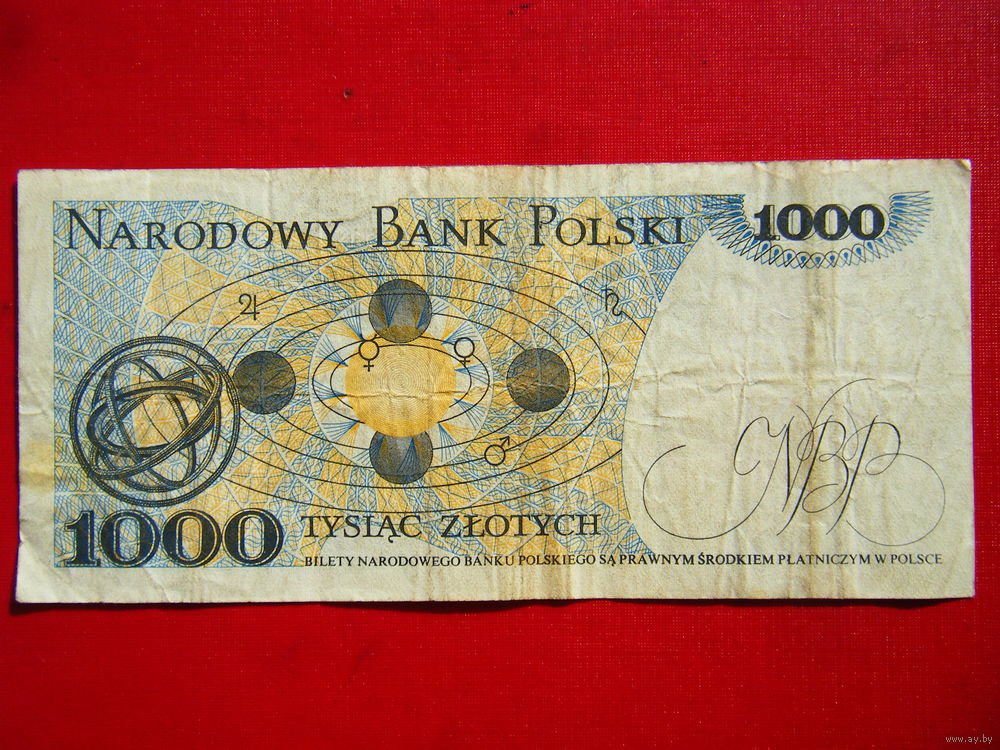 NARODOWY BANK POLSKI
1000
♃
♄
☿
♀
♂
NBP
1000
TYSIĄC ZŁOTYCH
BILETY NARODOWEGO BANKU POLSKIEGO SĄ PRAWNYM ŚRODKIEM PŁATNICZYM W POLSCE
www.ay.by